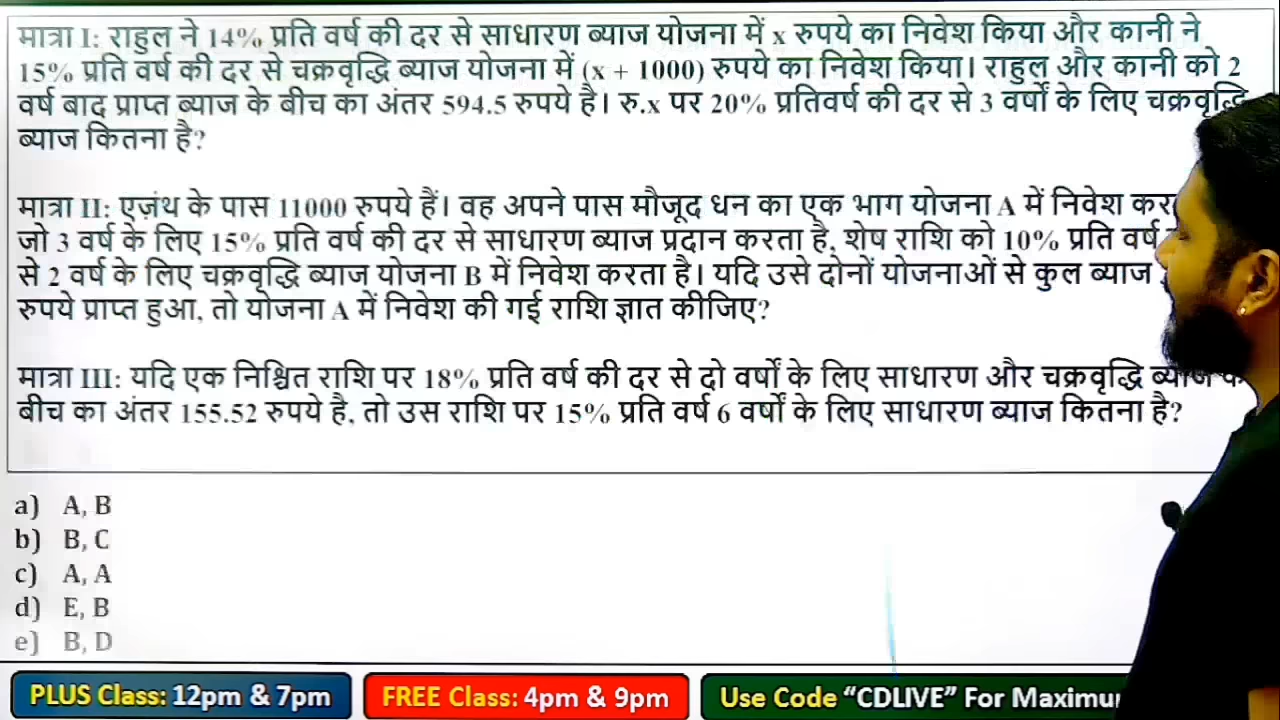 मात्रा I: राहुल ने 14% प्रति वर्ष की दर से साधारण ब्याज योजना में x रुपये का निवेश किया और कानी ने
15% प्रति वर्ष की दर से चक्रवृद्धि ब्याज योजना में (x + 1000) रुपये का निवेश किया। राहुल और कानी को 2
वर्ष बाद प्राप्त ब्याज के बीच का अंतर 594.5 रुपये है। रु.x पर 20% प्रतिवर्ष की दर से 3 वर्षों के लिए चक्रवृद्धि
ब्याज कितना है?
मात्रा II: एज़ंथ के पास 11000 रुपये हैं। वह अपने पास मौजूद धन का एक भाग योजना A में निवेश
जो 3 वर्ष के लिए 15% प्रति वर्ष की दर से साधारण ब्याज प्रदान करता है, शेष राशि को 10% प्रति वर्ष
से 2 वर्ष के लिए चक्रवृद्धि ब्याज योजना B में निवेश करता है। यदि उसे दोनों योजनाओं से कुल ब्याज
रुपये प्राप्त हुआ, तो योजना A में निवेश की गई राशि ज्ञात कीजिए?
मात्रा III: यदि एक निश्चित राशि पर 18% प्रति वर्ष की दर से दो वर्षों के लिए साधारण और चक्रवृद्धि ब्याज
बीच का अंतर 155.52 रुपये है, तो उस राशि पर 15% प्रति वर्ष 6 वर्षों के लिए साधारण ब्याज कितना है?
a) A, B
b) B, C
c) A, A
d) E, B
e) B, D
PLUS Class: 12pm & 7pm FREE Class: 4pm & 9pm Use Code “CDLIVE” For